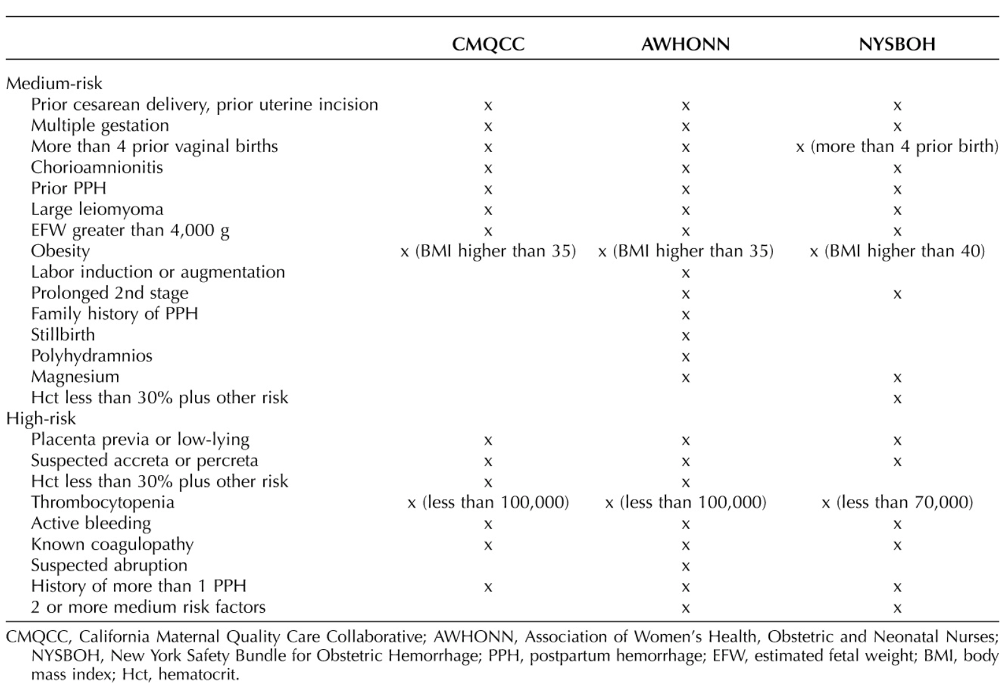 CMQCC AWHONN NYSBOH
Medium-risk
Prior cesarean delivery, prior uterine incision x x x
Multiple gestation x x x
More than 4 prior vaginal births x x x (more than 4 prior birth)
Chorioamnionitis x x x
Prior PPH x x x
Large leiomyoma x x x
EFW greater than 4,000 g x x x
Obesity x (BMI higher than 35) x (BMI higher than 35) x (BMI higher than 40)
Labor induction or augmentation x
Prolonged 2nd stage x x
Family history of PPH x
Stillbirth x
Polyhydramnios x
Magnesium x x
Hct less than 30% plus other risk x
High-risk
Placenta previa or low-lying x x x
Suspected accreta or percreta x x x
Hct less than 30% plus other risk x x
Thrombocytopenia x (less than 100,000) x (less than 100,000) x (less than 70,000)
Active bleeding x x x
Known coagulopathy x x x
Suspected abruption x
History of more than 1 PPH x x x
2 or more medium risk factors x x
CMQCC, California Maternal Quality Care Collaborative; AWHONN, Association of Women's Health, Obstetric and Neonatal Nurses;
NYSBOH, New York Safety Bundle for Obstetric Hemorrhage; PPH, postpartum hemorrhage; EFW, estimated fetal weight; BMI, body
mass index; Hct, hematocrit.